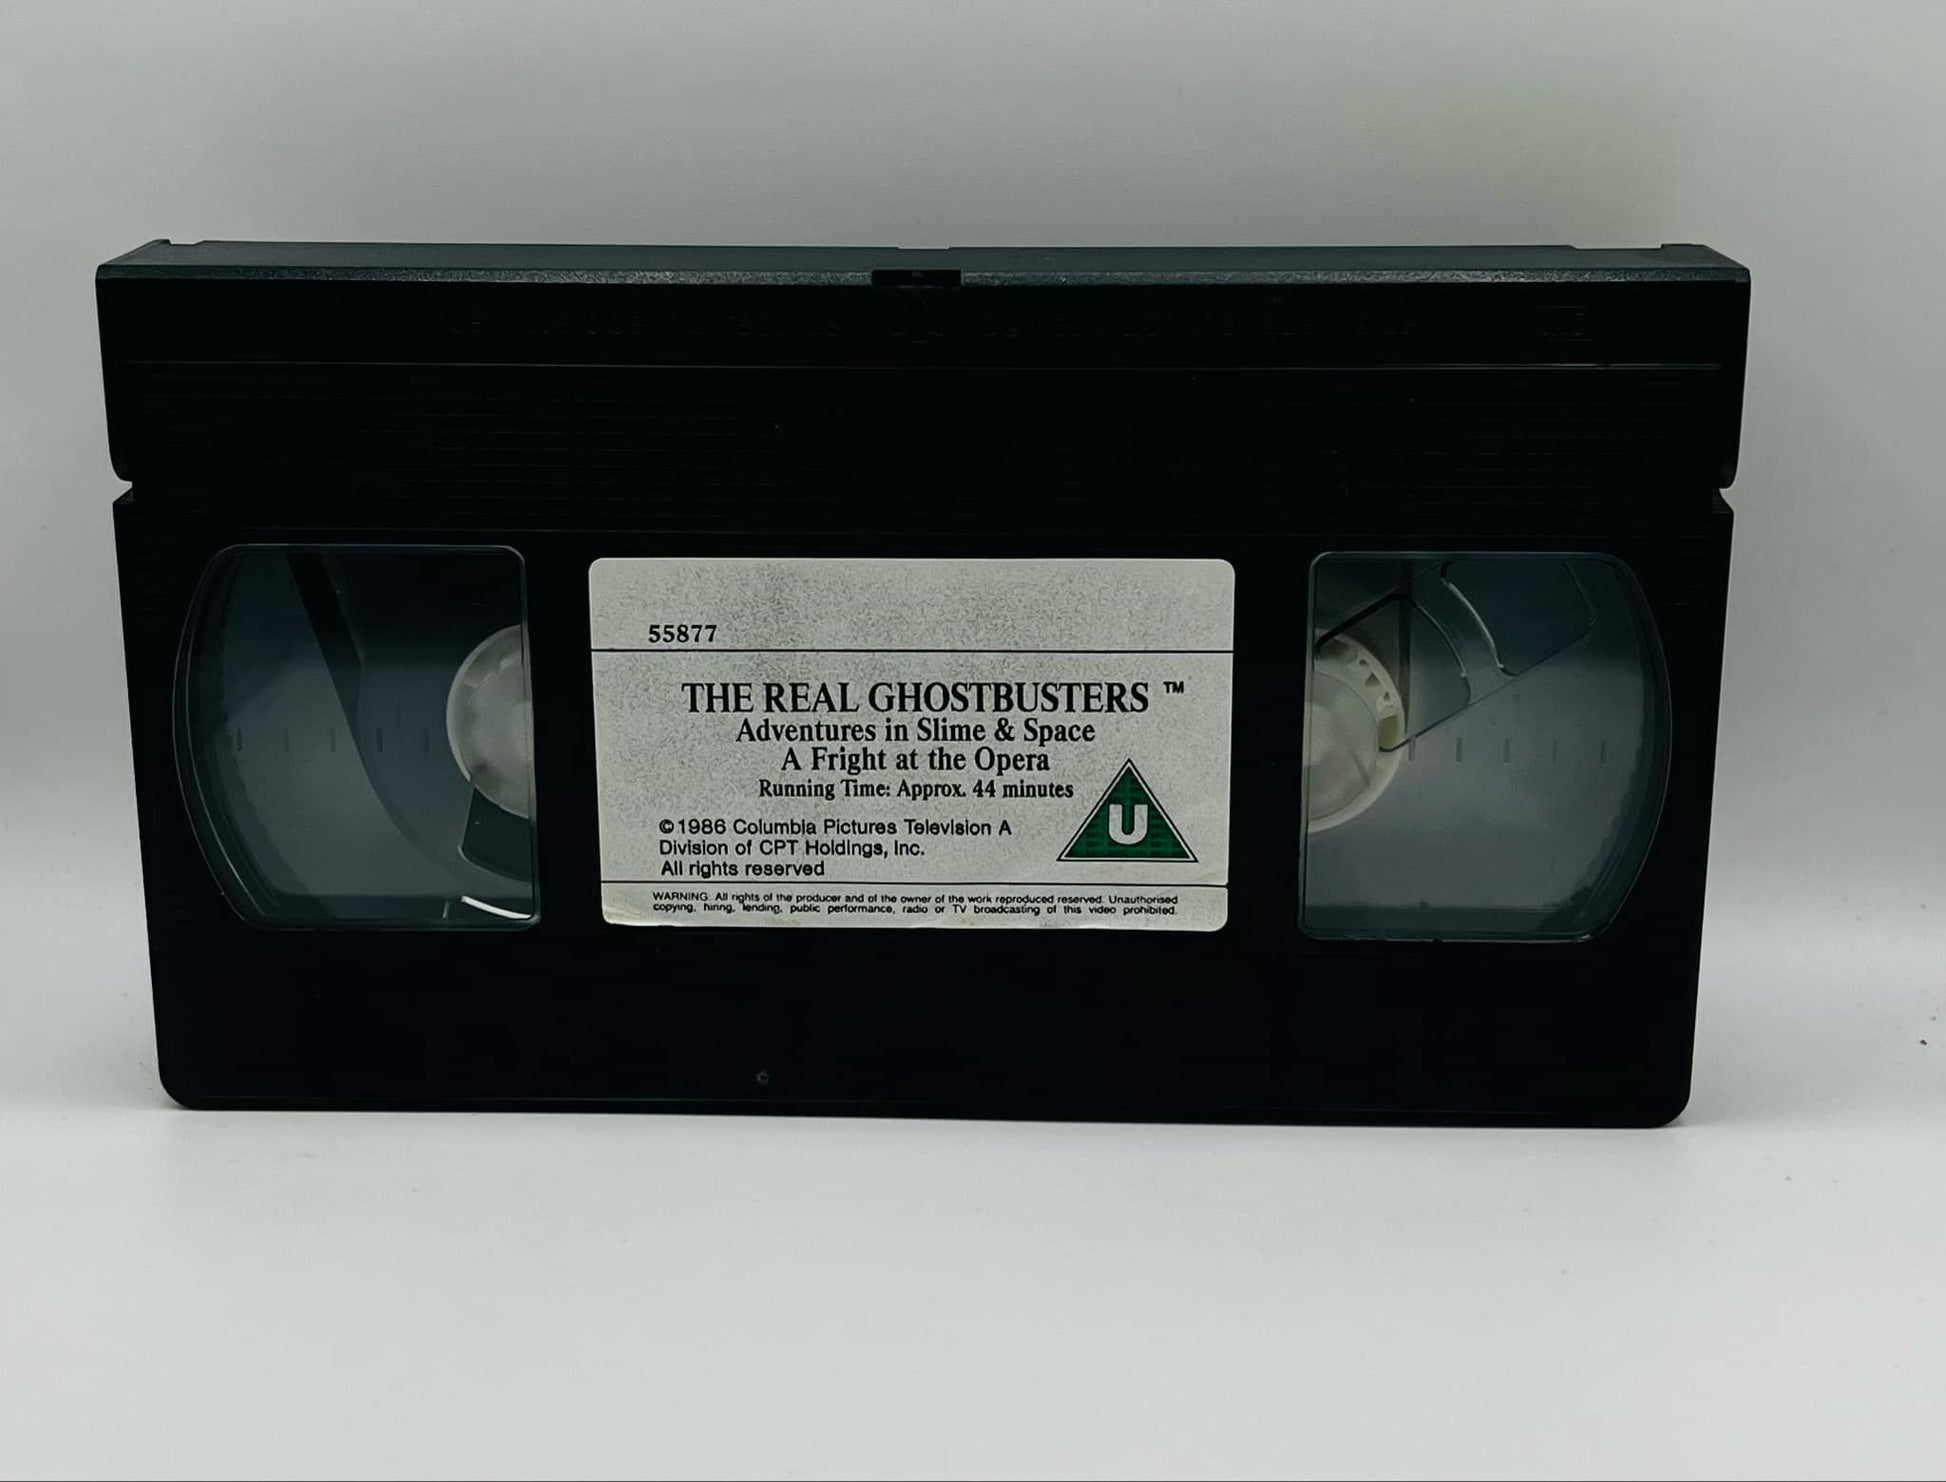 55877
THE REAL GHOSTBUSTERS ™
Adventures in Slime & Space
A Fright at the Opera
Running Time: Approx. 44 minutes
© 1986 Columbia Pictures Television A
Division of CPT Holdings, Inc.
All rights reserved
U
WARNING: All rights of the producer and of the owner of the work reproduced reserved. Unauthorised
copying, hiring, lending, public performance, radio or TV broadcasting of this video prohibited.